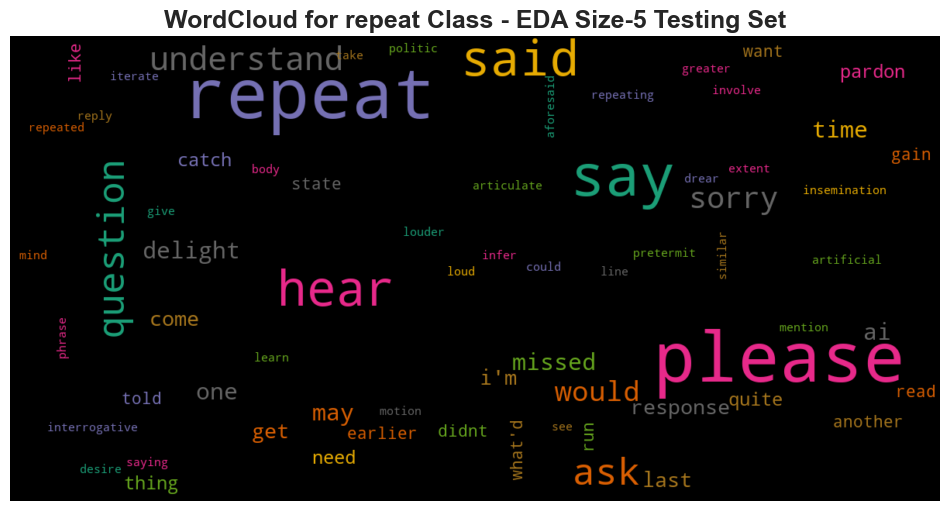 WordCloud for repeat Class - EDA Size-5 Testing Set
like
understand
take
politic
said
want
iterate
repeat
greater
pardon
aforesaid
repeating
involve
reply
repeated
time
catch
body
question
say
extent
gain
state
articulate
drear
sorry
insemination
give
louder
delight
mind
infer
could
pretermit
similar
artificial
loud
line
hear
come
phrase
mention
ai
learn
missed
please
i'm
one
would
quite
read
told
may
motion
response
another
interrogative
get
earlier
didnt
see
run
what'd
need
saying
desire
thing
ask
last